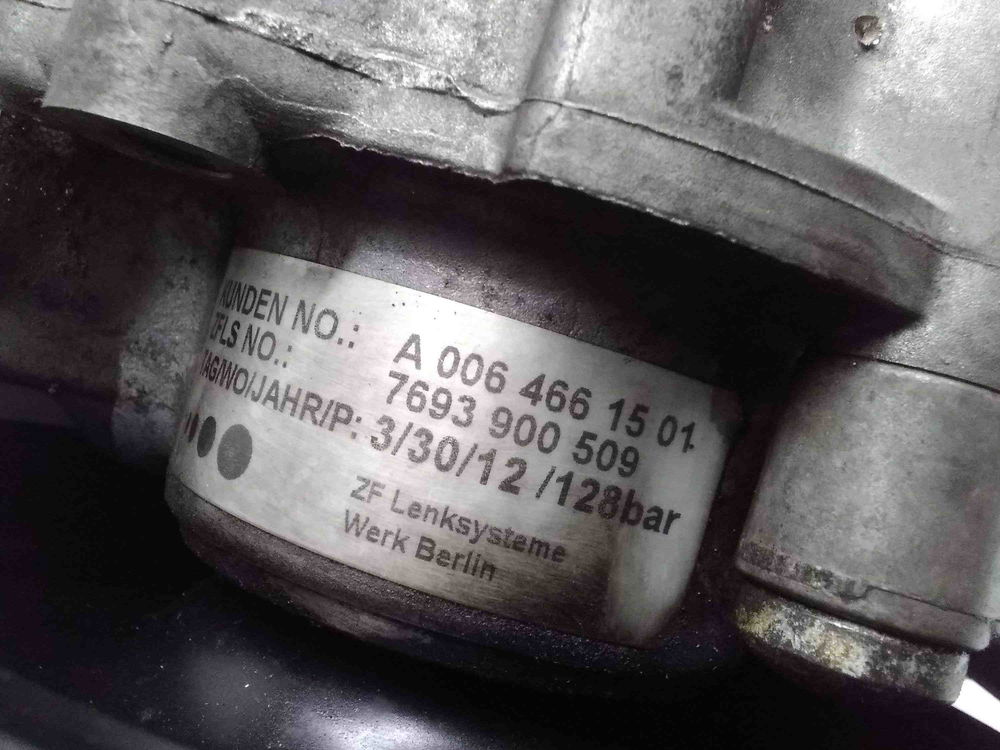 KUNDEN NO.: A 006 466 15 01
ZFLS NO.: 7693 900 509
TAG/WO/JAHR/P: 3/30/12 /128bar
ZF Lenksysteme
Werk Berlin